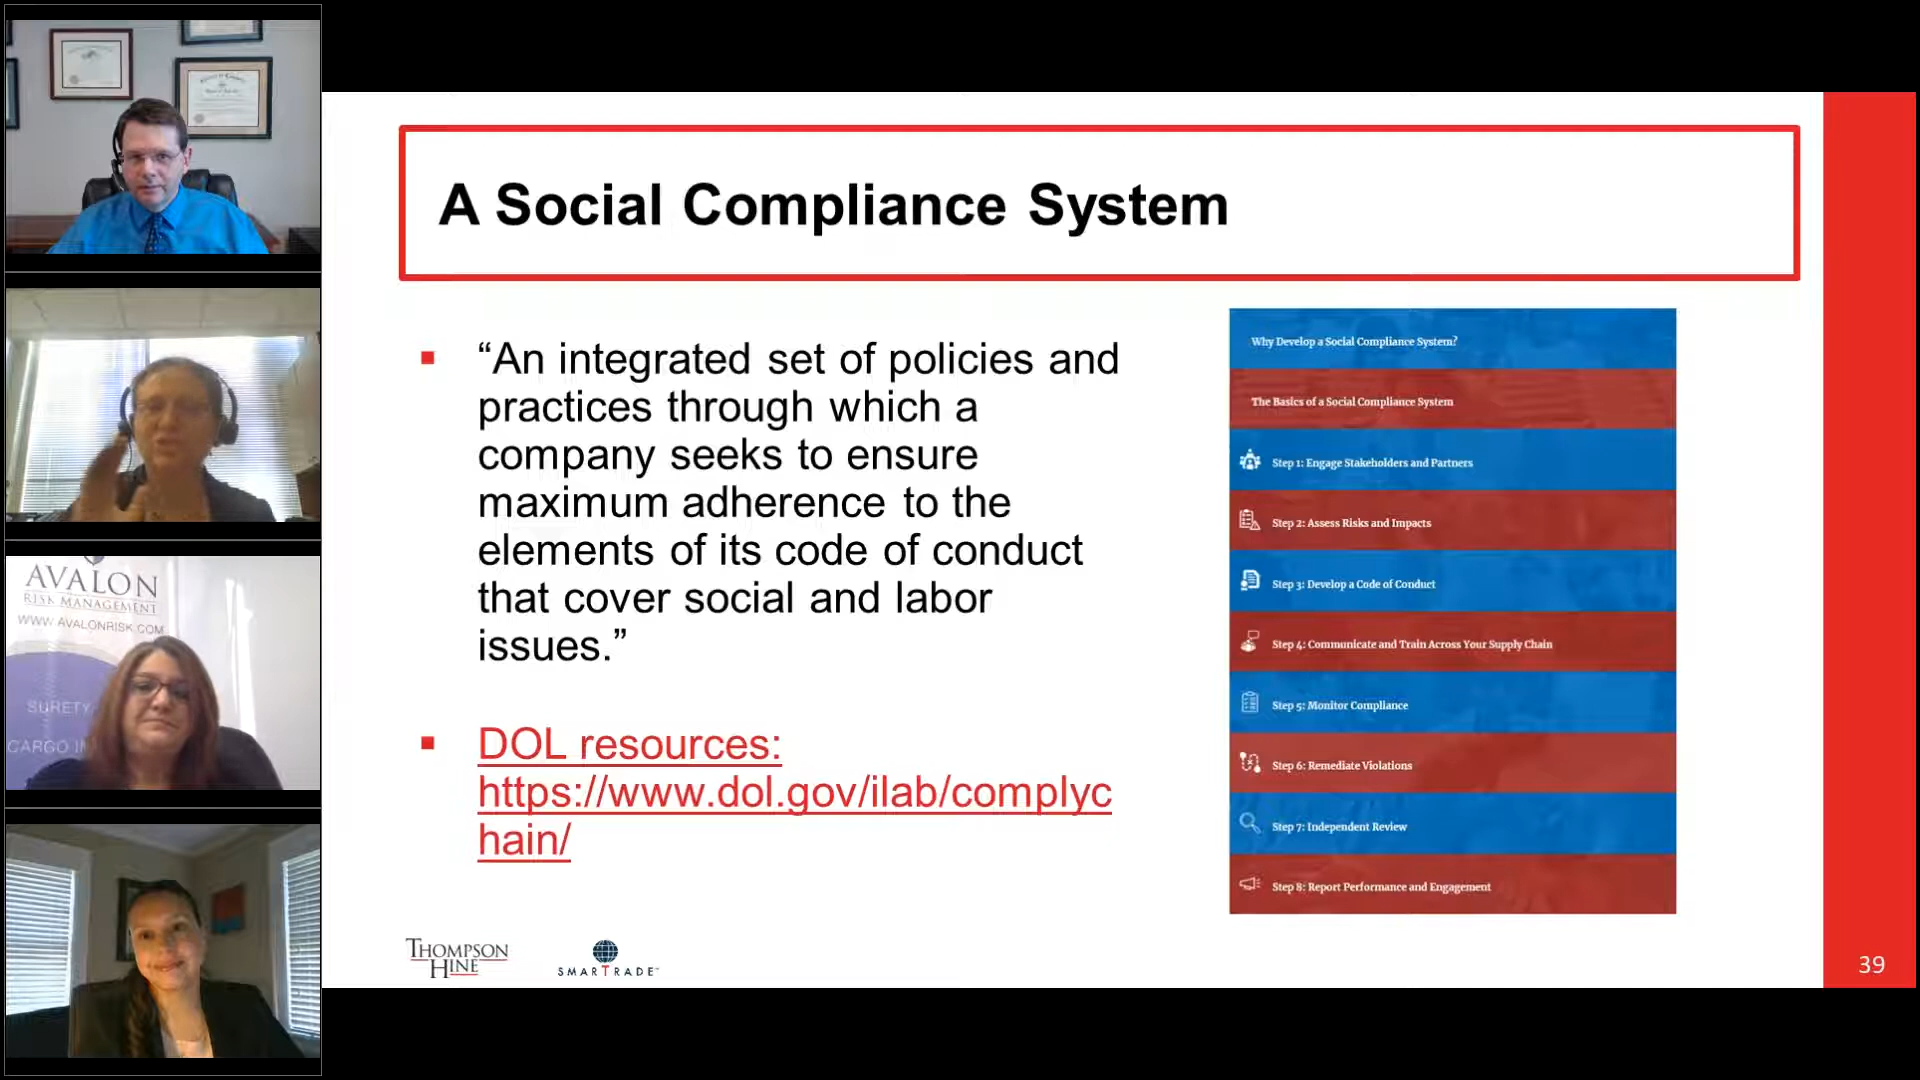 A Social Compliance System
“An integrated set of policies and
practices through which a
company seeks to ensure
maximum adherence to the
elements of its code of conduct
that cover social and labor
issues.”
DOL resources:
https://www.dol.gov/ilab/complyc
hain/
Why Develop a Social Compliance System?
The Basics of a Social Compliance System
Step 1: Engage Stakeholders and Partners
Step 2: Assess Risks and Impacts
Step 3: Develop a Code of Conduct
Step 4: Communicate and Train Across Your Supply Chain
Step 5: Monitor Compliance
Step 6: Remediate Violations
Step 7: Independent Review
Step 8: Report Performance and Engagement
THOMPSON
HINE
SMARTRADE™
39
AVALON
RISK MANAGEMENT
WWW.AVALONRISK.COM
SURETY
CARGO